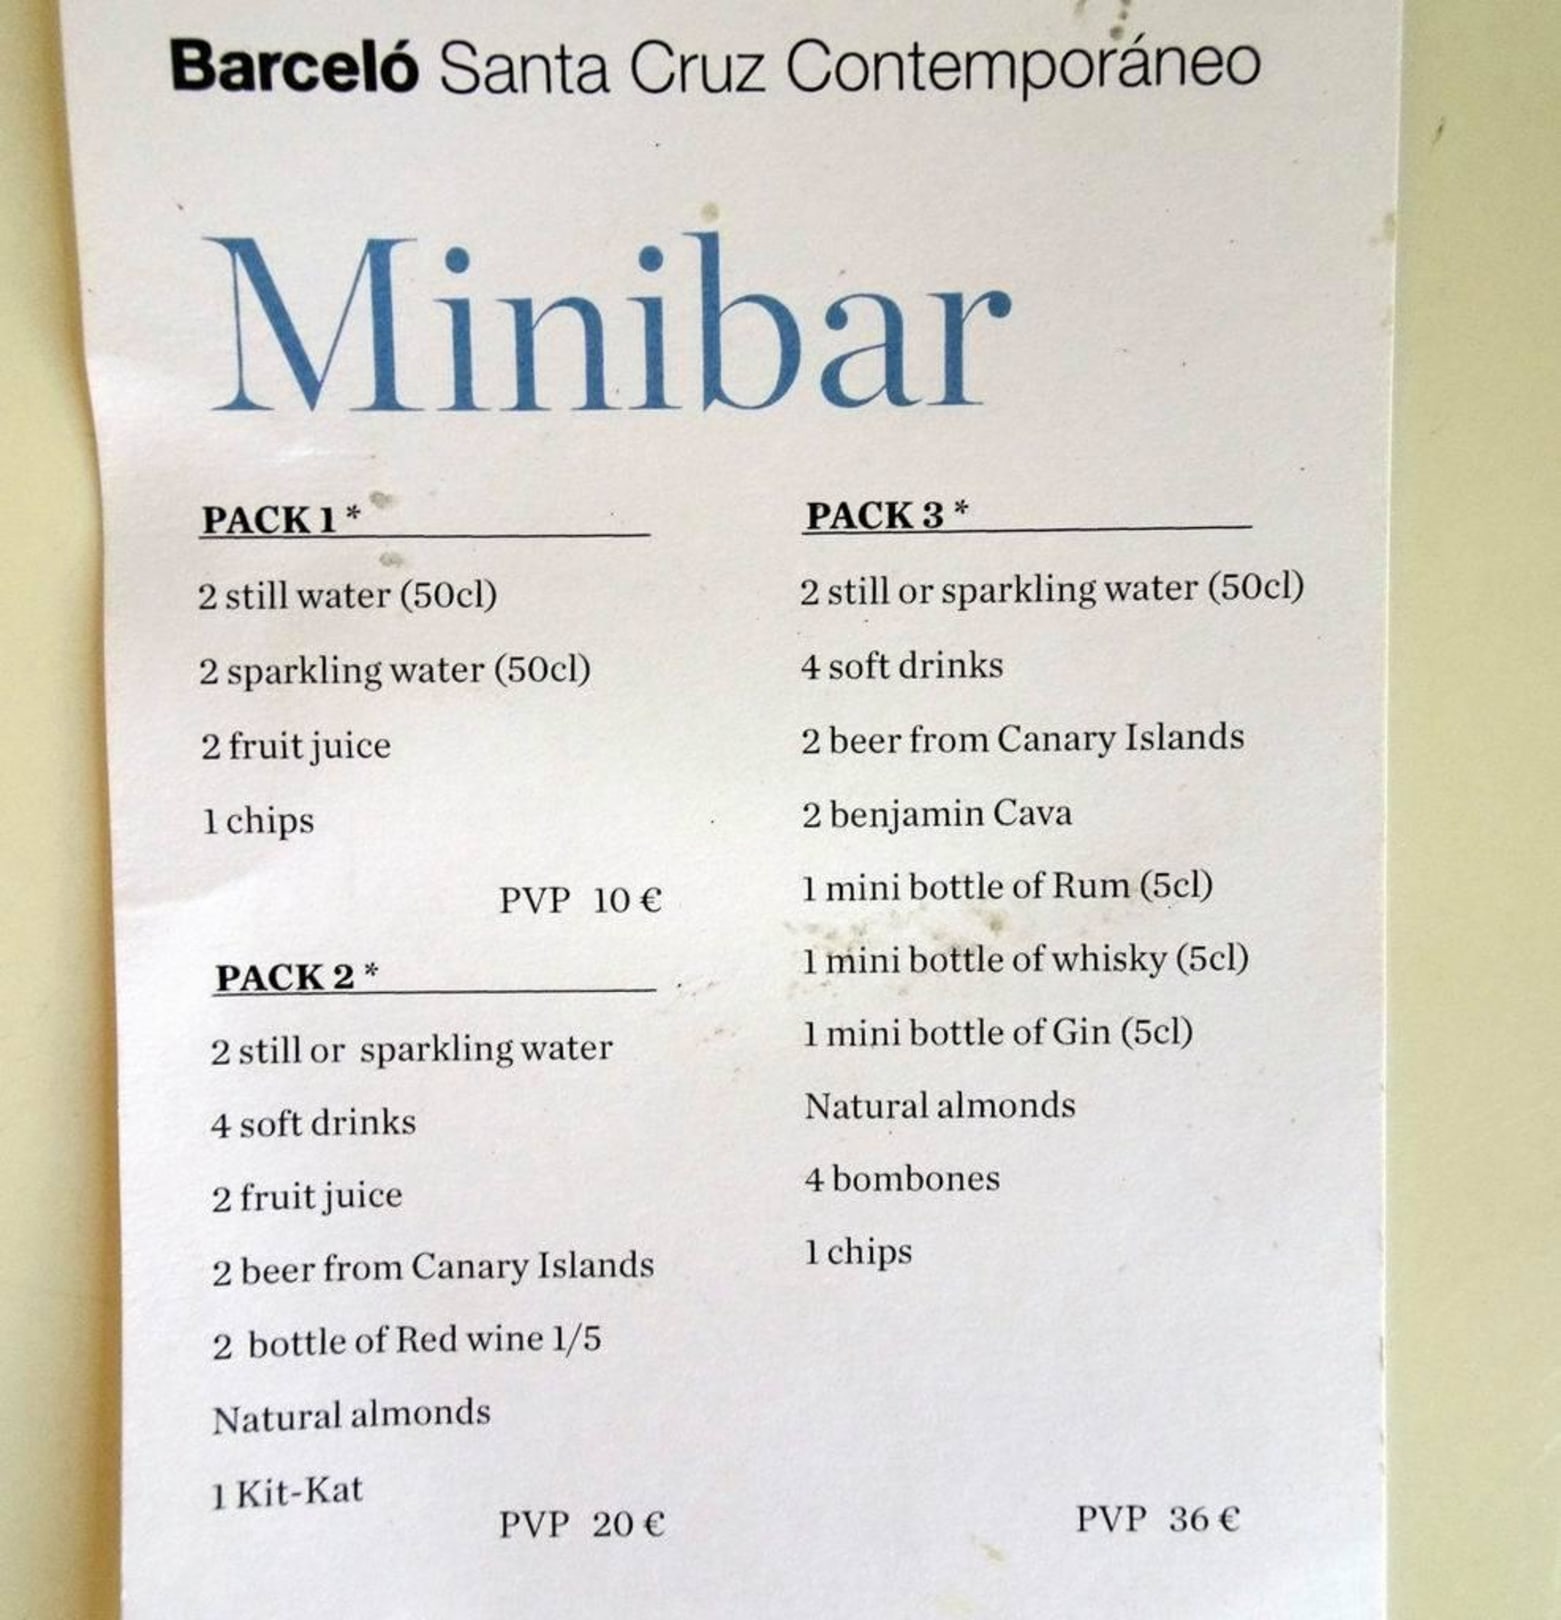 Barceló Santa Cruz Contemporáneo
Minibar
PACK 1 *
2 still water (50cl)
2 sparkling water (50cl)
2 fruit juice
1 chips
PVP 10 €
PACK 2 *
2 still or sparkling water
4 soft drinks
2 fruit juice
2 beer from Canary Islands
2 bottle of Red wine 1/5
Natural almonds
1 Kit-Kat
PVP 20 €
PACK 3 *
2 still or sparkling water (50cl)
4 soft drinks
2 beer from Canary Islands
2 benjamin Cava
1 mini bottle of Rum (5cl)
1 mini bottle of whisky (5cl)
1 mini bottle of Gin (5cl)
Natural almonds
4 bombones
1 chips
PVP 36 €